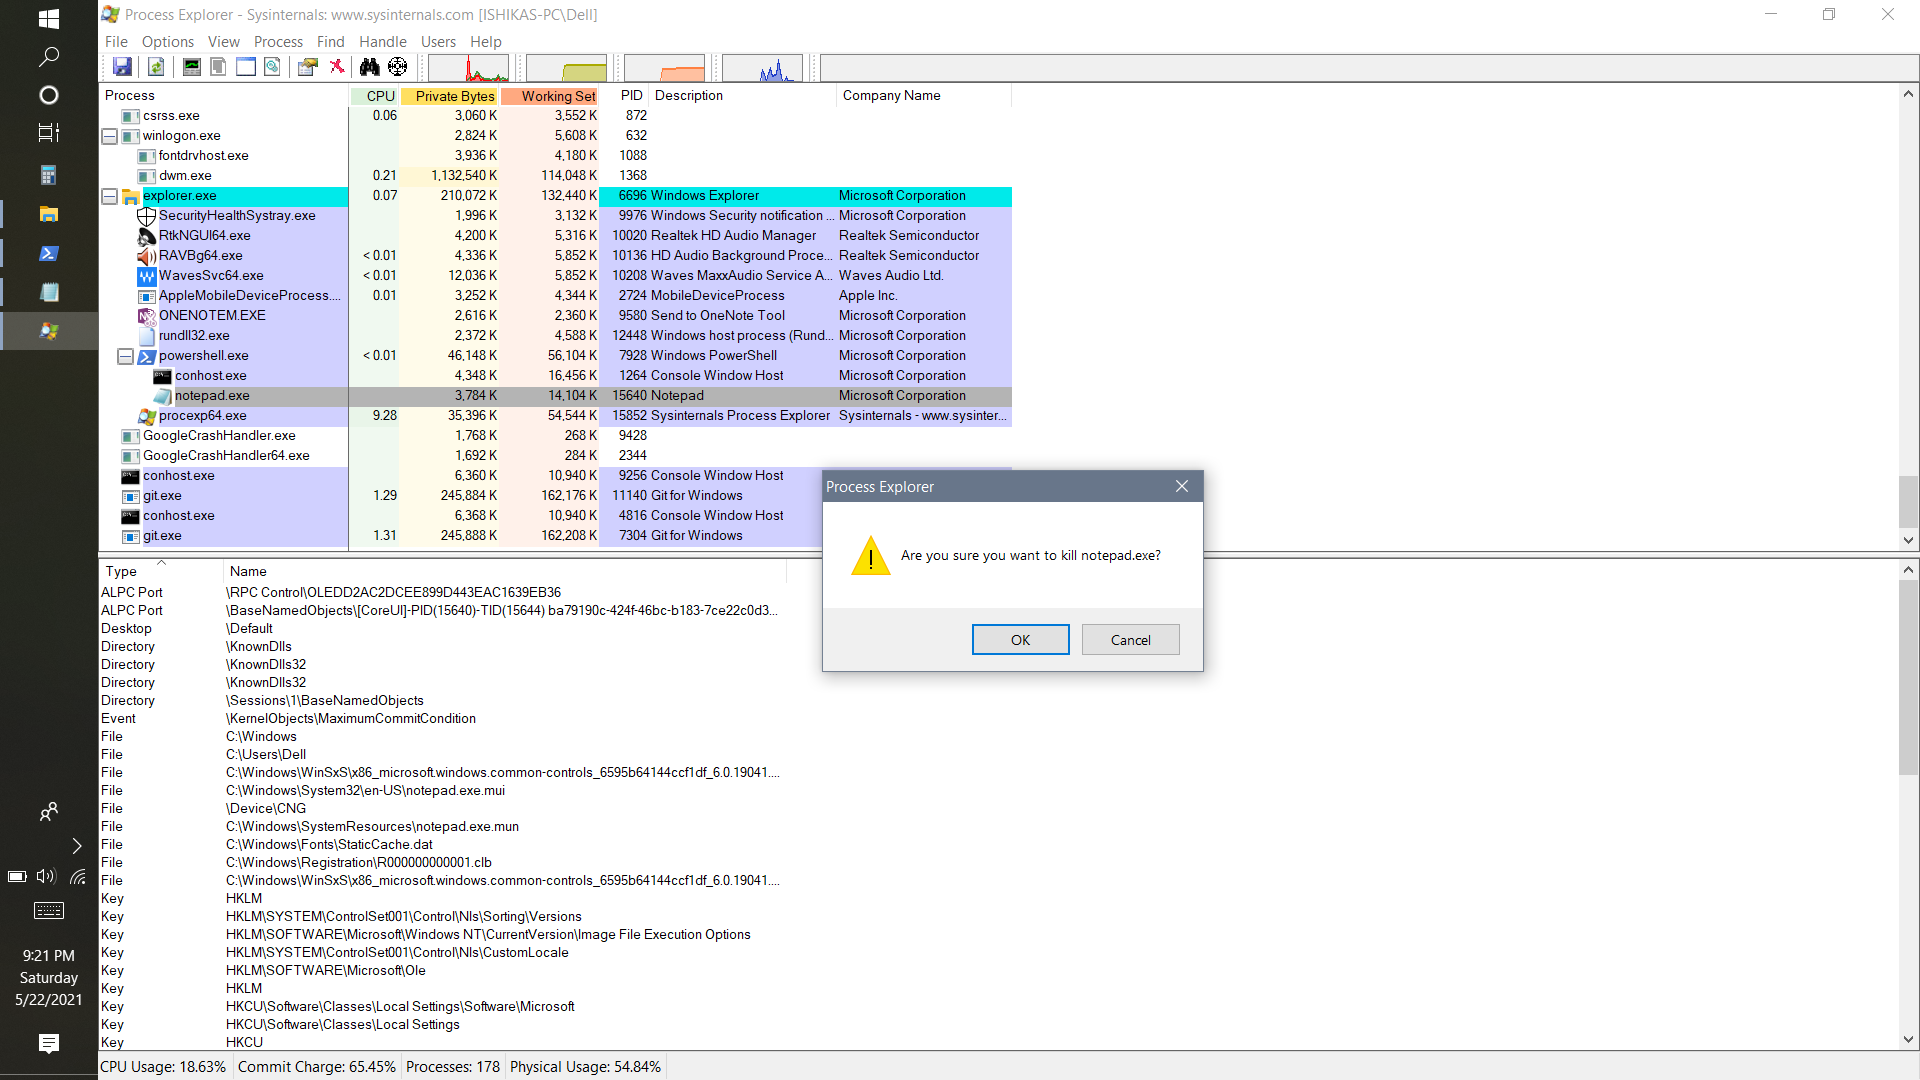 Process Explorer - Sysinternals: www.sysinternals.com [ISHIKAS-PC\Dell]
File Options View Process Find Handle Users Help
Process CPU Private Bytes Working Set PID Description Company Name
csrss.exe 0.06 3,060 K 3,552 K 872
winlogon.exe 2,824 K 5,608 K 632
fontdrvhost.exe 3,936 K 4,180 K 1088
dwm.exe 0.21 1,132,540 K 114,048 K 1368
explorer.exe 0.07 210,072 K 132,440 K 6696 Windows Explorer Microsoft Corporation
SecurityHealthSystray.exe 1,996 K 3,132 K 9976 Windows Security notification ... Microsoft Corporation
RtkNGUI64.exe 4,200 K 5,316 K 10020 Realtek HD Audio Manager Realtek Semiconductor
RAVBg64.exe < 0.01 4,336 K 5,852 K 10136 HD Audio Background Proce... Realtek Semiconductor
WavesSvc64.exe < 0.01 12,036 K 5,852 K 10208 Waves MaxxAudio Service A... Waves Audio Ltd.
AppleMobileDeviceProcess.... 0.01 3,252 K 4,344 K 2724 MobileDeviceProcess Apple Inc.
ONENOTEM.EXE 2,616 K 2,360 K 9580 Send to OneNote Tool Microsoft Corporation
rundll32.exe 2,372 K 4,588 K 12448 Windows host process (Rund... Microsoft Corporation
powershell.exe < 0.01 46,148 K 56,104 K 7928 Windows PowerShell Microsoft Corporation
conhost.exe 4,348 K 16,456 K 1264 Console Window Host Microsoft Corporation
notepad.exe 3,784 K 14,104 K 15640 Notepad Microsoft Corporation
procexp64.exe 9.28 35,396 K 54,544 K 15852 Sysinternals Process Explorer Sysinternals - www.sysinter...
GoogleCrashHandler.exe 1,768 K 268 K 9428
GoogleCrashHandler64.exe 1,692 K 284 K 2344
conhost.exe 6,360 K 10,940 K 9256 Console Window Host
git.exe 1.29 245,884 K 162,176 K 11140 Git for Windows
conhost.exe 6,368 K 10,940 K 4816 Console Window Host
git.exe 1.31 245,888 K 162,208 K 7304 Git for Windows
Process Explorer
Are you sure you want to kill notepad.exe?
OK Cancel
Type Name
ALPC Port \RPC Control\OLEDD2AC2DCEE899D443EAC1639EB36
ALPC Port \BaseNamedObjects\[CoreUI]-PID(15640)-TID(15644) ba79190c-424f-46bc-b183-7ce22c0d3...
Desktop \Default
Directory \KnownDlls
Directory \KnownDlls32
Directory \KnownDlls32
Directory \Sessions\1\BaseNamedObjects
Event \KernelObjects\MaximumCommitCondition
File C:\Windows
File C:\Users\Dell
File C:\Windows\WinSxS\x86_microsoft.windows.common-controls_6595b64144ccf1df_6.0.19041....
File C:\Windows\System32\en-US\notepad.exe.mui
File \Device\CNG
File C:\Windows\SystemResources\notepad.exe.mun
File C:\Windows\Fonts\StaticCache.dat
File C:\Windows\Registration\R000000000001.clb
File C:\Windows\WinSxS\x86_microsoft.windows.common-controls_6595b64144ccf1df_6.0.19041....
Key HKLM
Key HKLM\SYSTEM\ControlSet001\Control\Nls\Sorting\Versions
Key HKLM\SOFTWARE\Microsoft\Windows NT\CurrentVersion\Image File Execution Options
Key HKLM\SYSTEM\ControlSet001\Control\Nls\CustomLocale
Key HKLM\SOFTWARE\Microsoft\Ole
Key HKLM
Key HKCU\Software\Classes\Local Settings\Software\Microsoft
Key HKCU\Software\Classes\Local Settings
Key HKCU
CPU Usage: 18.63% Commit Charge: 65.45% Processes: 178 Physical Usage: 54.84%
9:21 PM
Saturday
5/22/2021